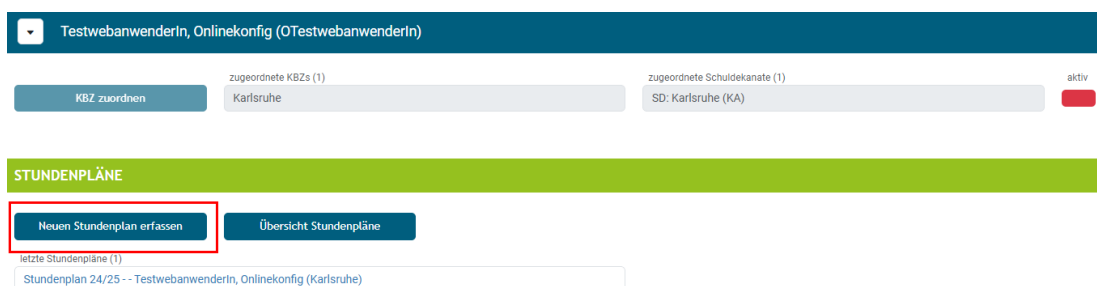 TestwebanwenderIn, Onlinekonfig (OTestwebanwenderIn)
zugeordnete KBZs (1)
zugeordnete Schuldekanate (1)
aktiv
KBZ zuordnen
Karlsruhe
SD: Karlsruhe (KA)
STUNDENPLÄNE
Neuen Stundenplan erfassen
Übersicht Stundenpläne
letzte Stundenpläne (1)
Stundenplan 24/25 - - TestwebanwenderIn, Onlinekonfig (Karlsruhe)